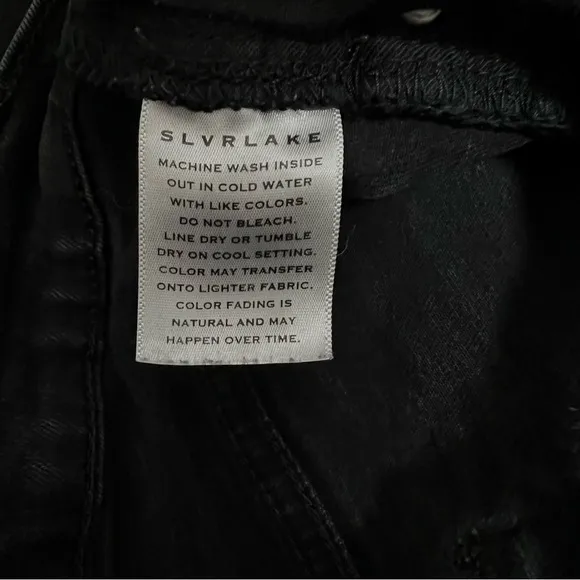 SLVRLAKE
MACHINE WASH INSIDE
OUT IN COLD WATER
WITH LIKE COLORS.
DO NOT BLEACH.
LINE DRY OR TUMBLE
DRY ON COOL SETTING.
COLOR MAY TRANSFER
ONTO LIGHTER FABRIC.
COLOR FADING IS
NATURAL AND MAY
HAPPEN OVER TIME.